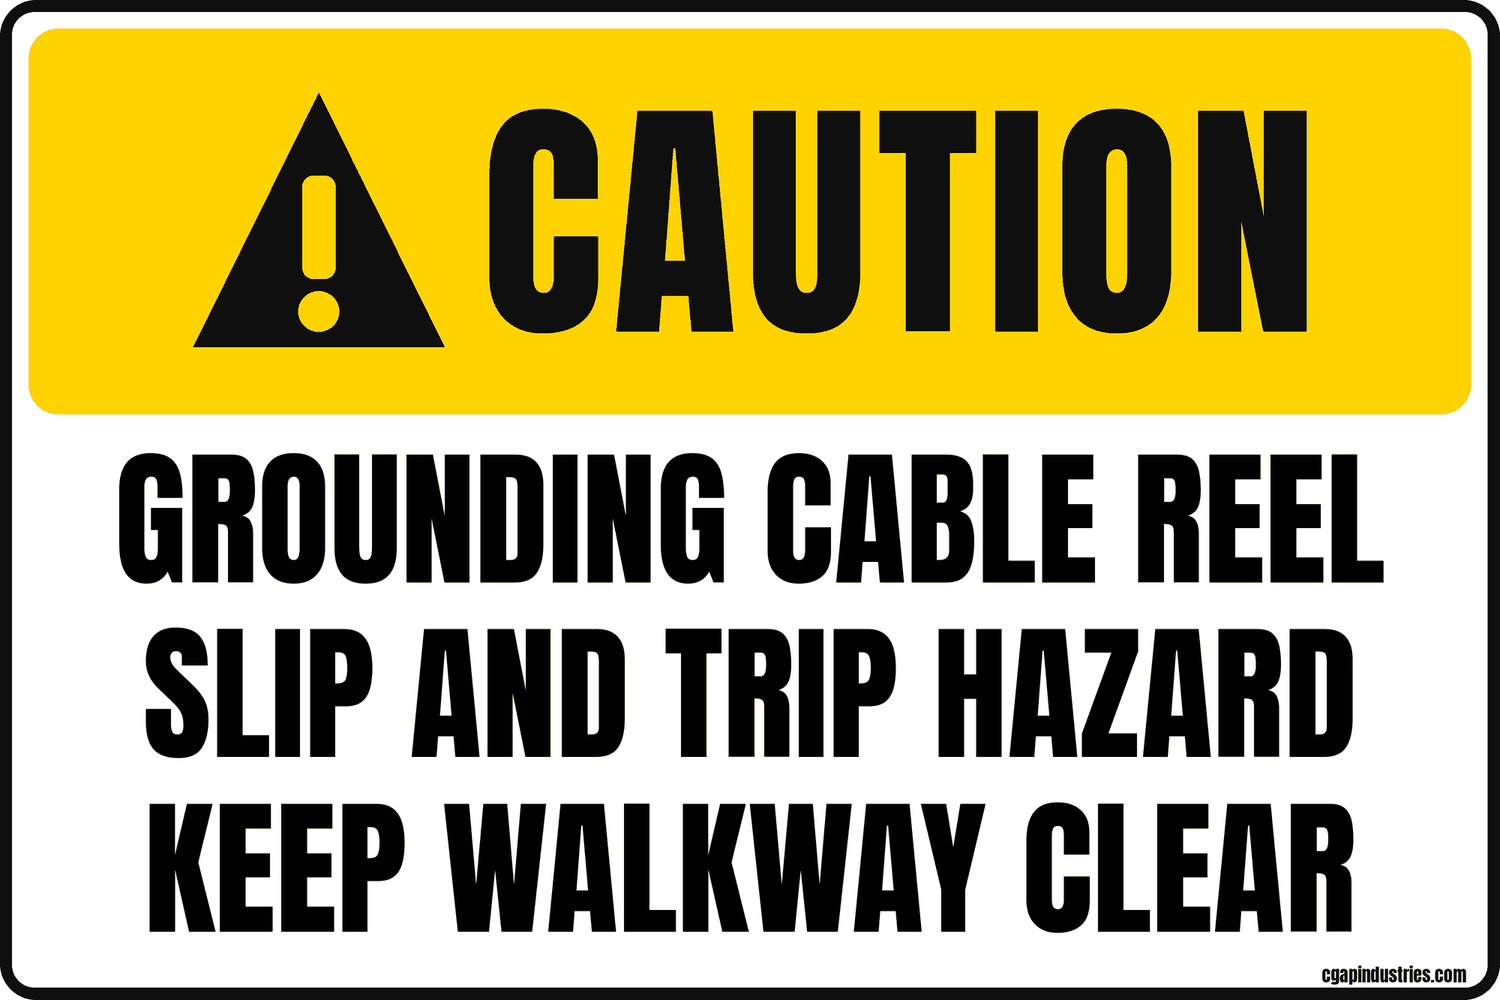 CAUTION
GROUNDING CABLE REEL
SLIP AND TRIP HAZARD
KEEP WALKWAY CLEAR
cgapindustries.com